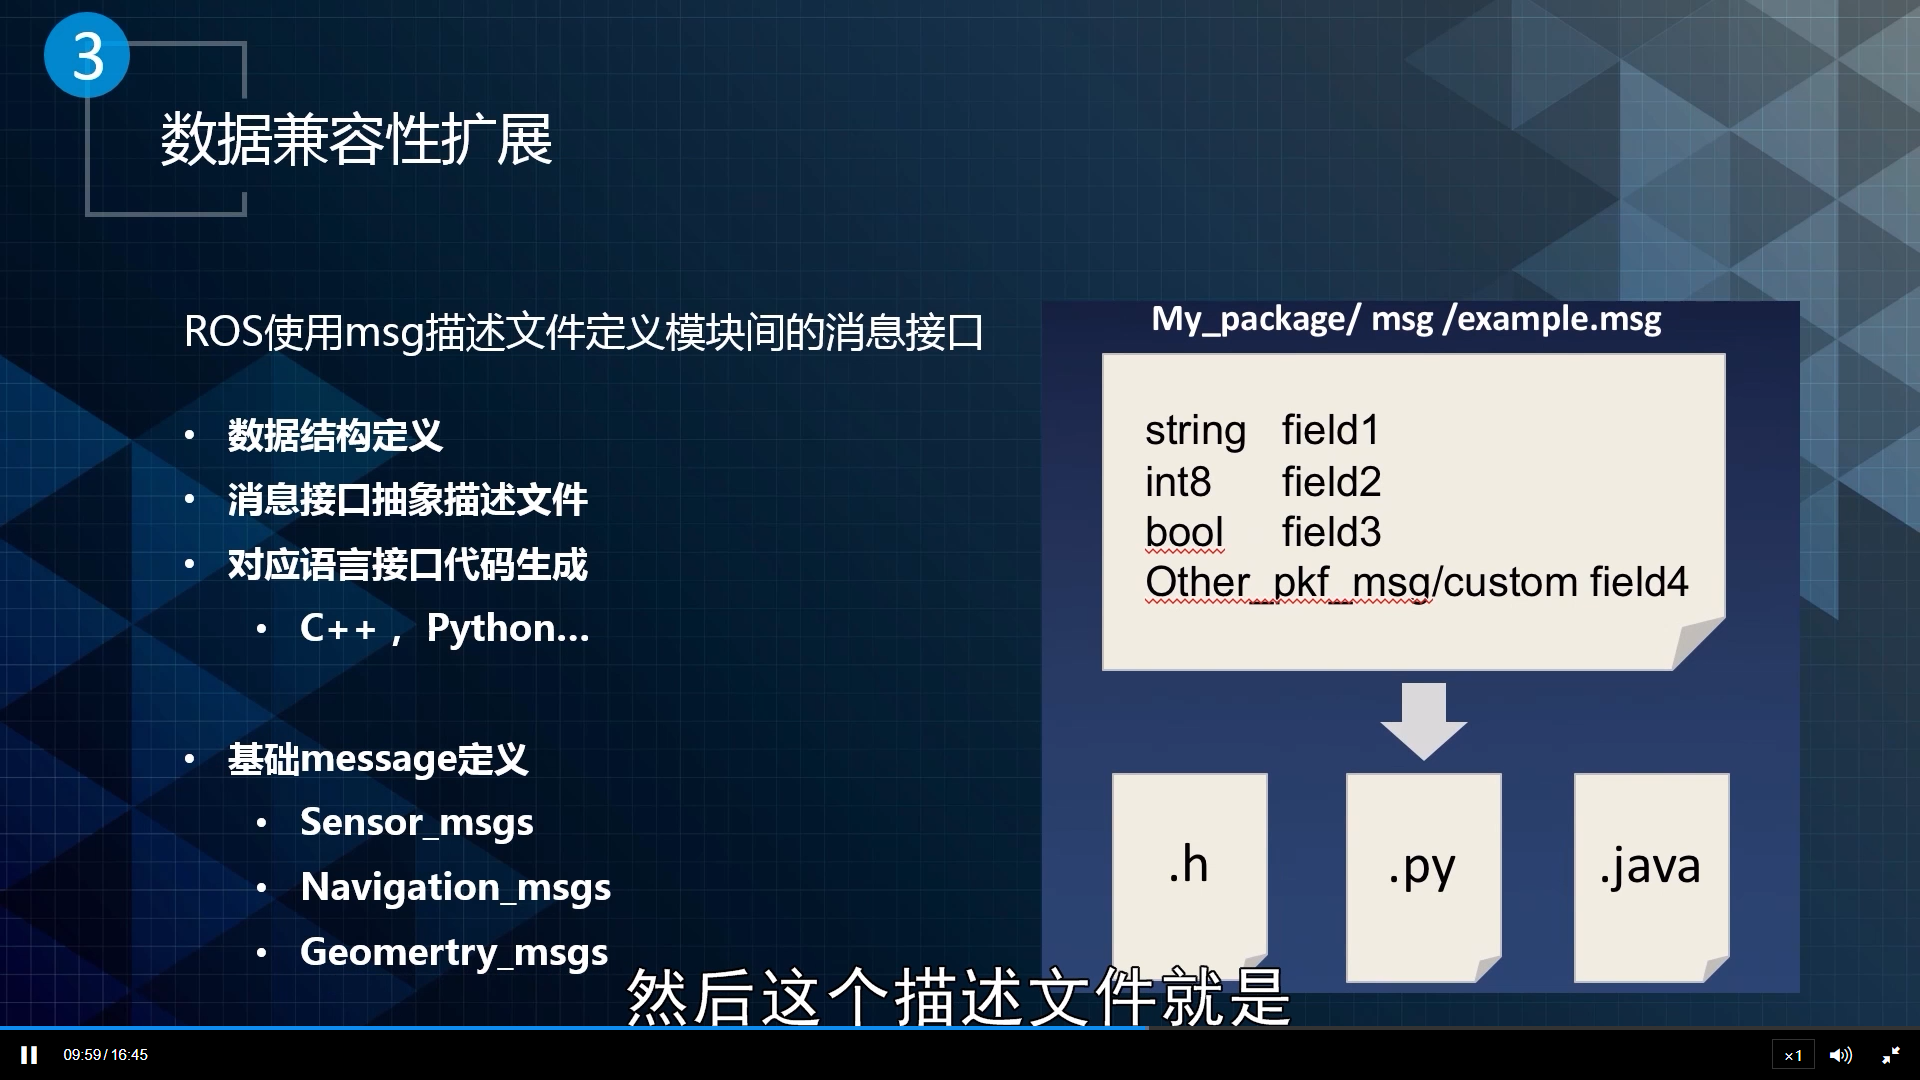 3
数据兼容性扩展
ROS使用msg描述文件定义模块间的消息接口
• 数据结构定义
• 消息接口抽象描述文件
• 对应语言接口代码生成
• C++ ， Python...
• 基础message定义
• Sensor_msgs
• Navigation_msgs
• Geomertry_msgs
My_package/ msg /example.msg
string field1
int8 field2
bool field3
Other_pkf_msg/custom field4
.h
.py
.java
然后这个描述文件就是
09:59/16:45
×1